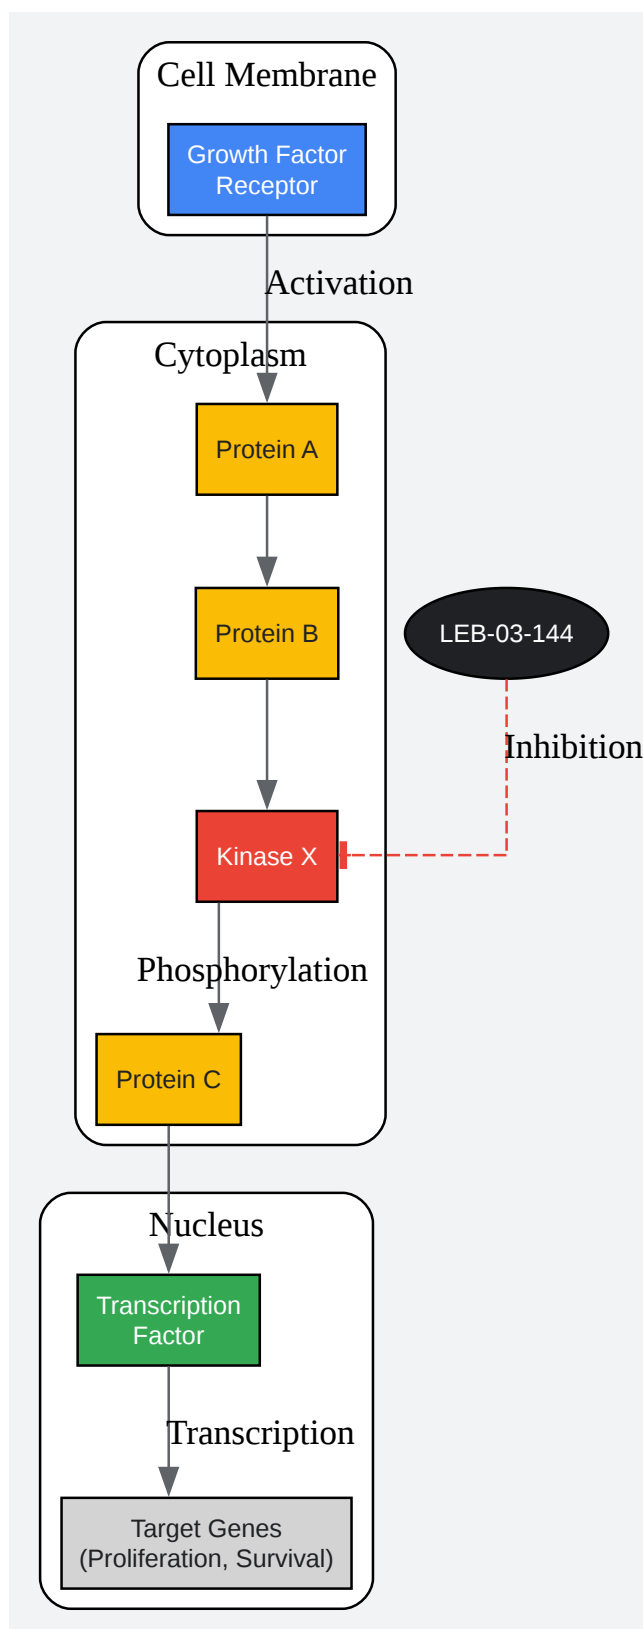 Cell Membrane
Growth Factor
Receptor
Activation
Cytoplasm
Protein A
Protein B
LEB-03-144
Inhibition
Kinase X
Phosphorylation
Protein C
Nucleus
Transcription
Factor
Transcription
Target Genes
(Proliferation, Survival)